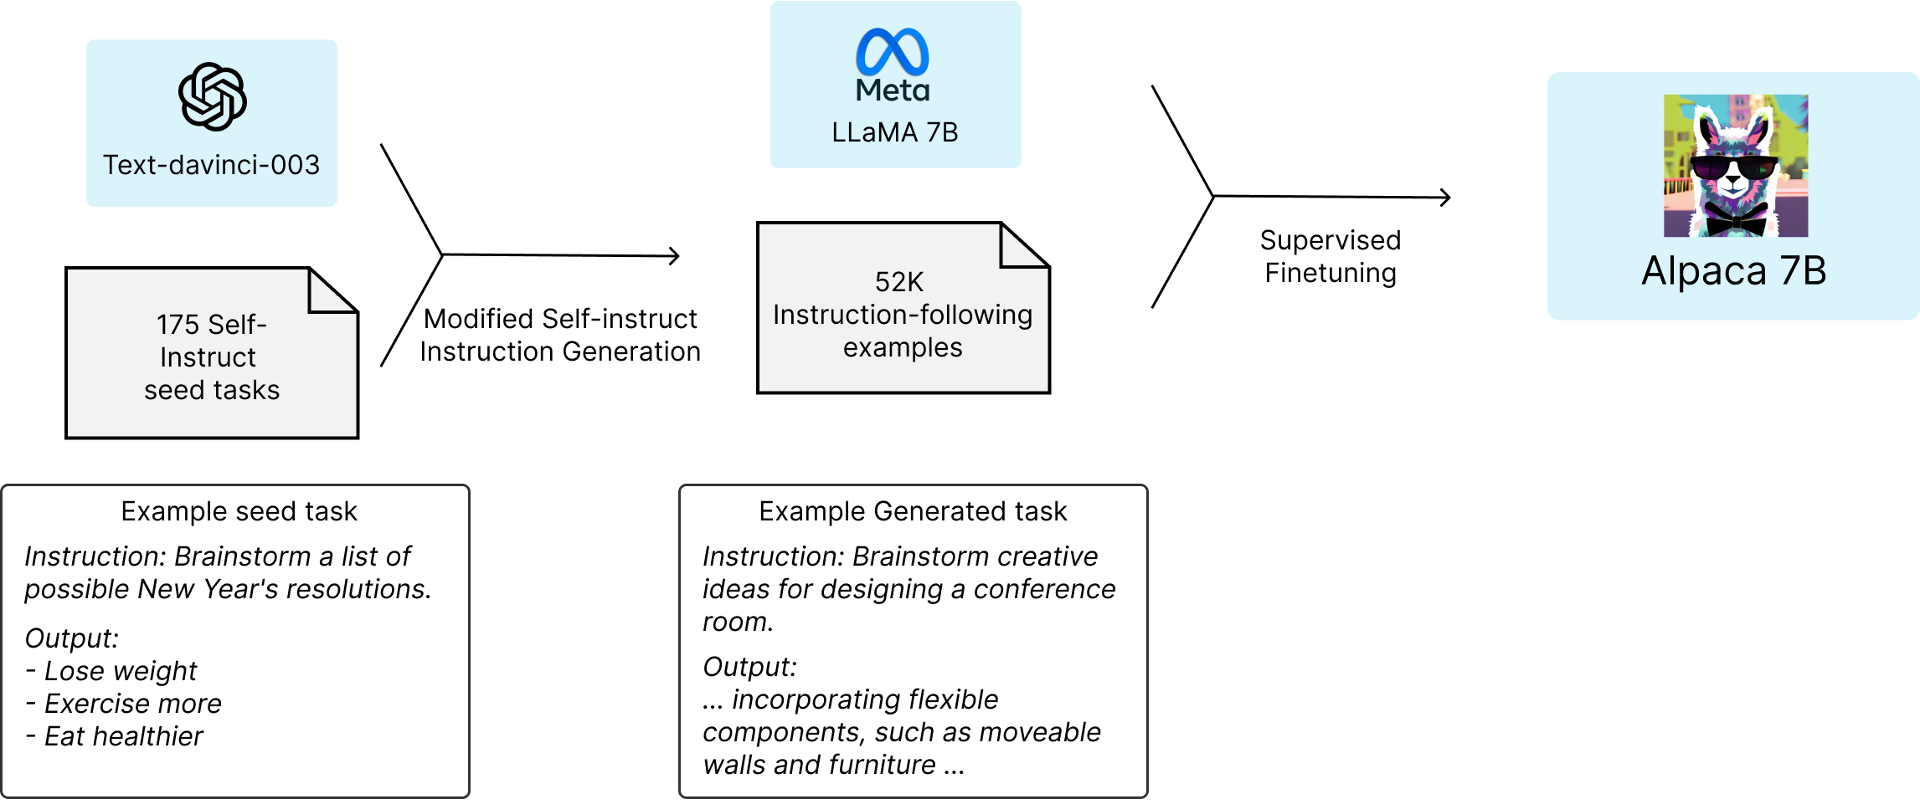 Text-davinci-003
175 Self-
Instruct
seed tasks
Modified Self-instruct
Instruction Generation
Meta
LLaMA 7B
52K
Instruction-following
examples
Supervised
Finetuning
Alpaca 7B
Example seed task
Instruction: Brainstorm a list of
possible New Year's resolutions.
Output:
- Lose weight
- Exercise more
- Eat healthier
Example Generated task
Instruction: Brainstorm creative
ideas for designing a conference
room.
Output:
... incorporating flexible
components, such as moveable
walls and furniture ...